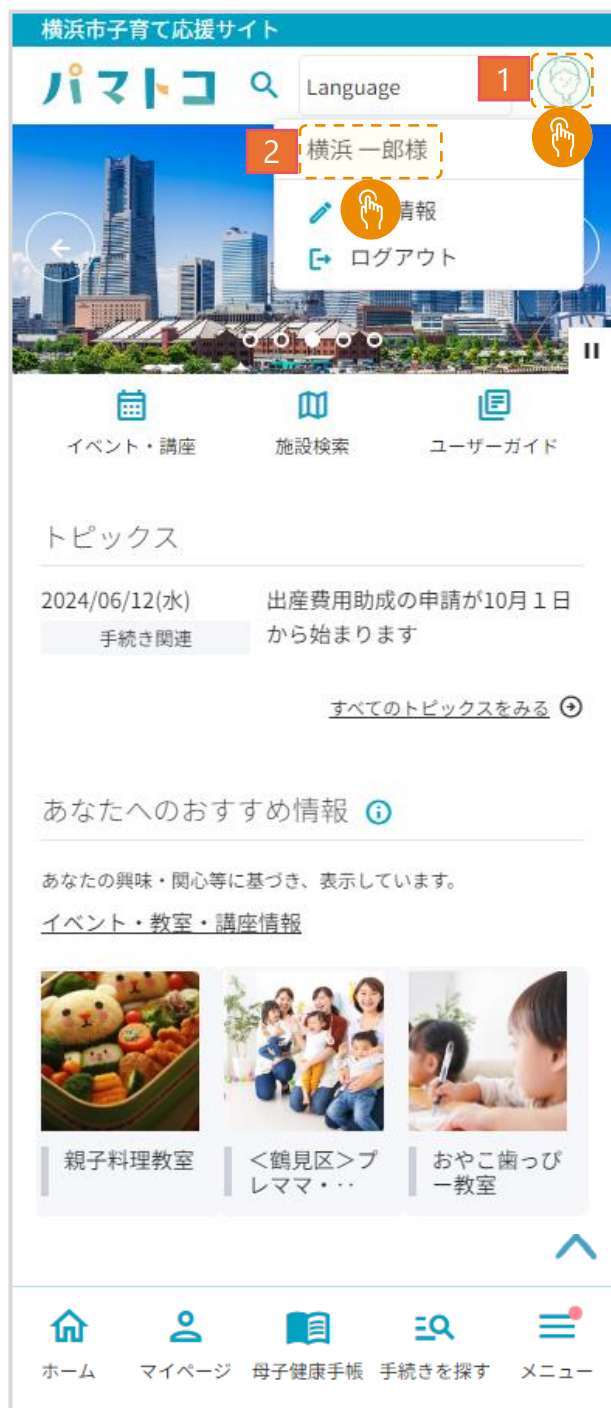 横浜市子育て応援サイト
パマトコ
Language
1
2
横浜 一郎様
情報
ログアウト
イベント・講座
施設検索
ユーザーガイド
トピックス
2024/06/12(水)
出産費用助成の申請が10月１日
手続き関連
から始まります
すべてのトピックスをみる
あなたへのおすすめ情報
あなたの興味・関心等に基づき、表示しています。
イベント・教室・講座情報
親子料理教室
<鶴見区>プ
レママ・‥
おやこ歯っぴ
ー教室
ホーム
マイページ
母子健康手帳
手続きを探す
メニュー